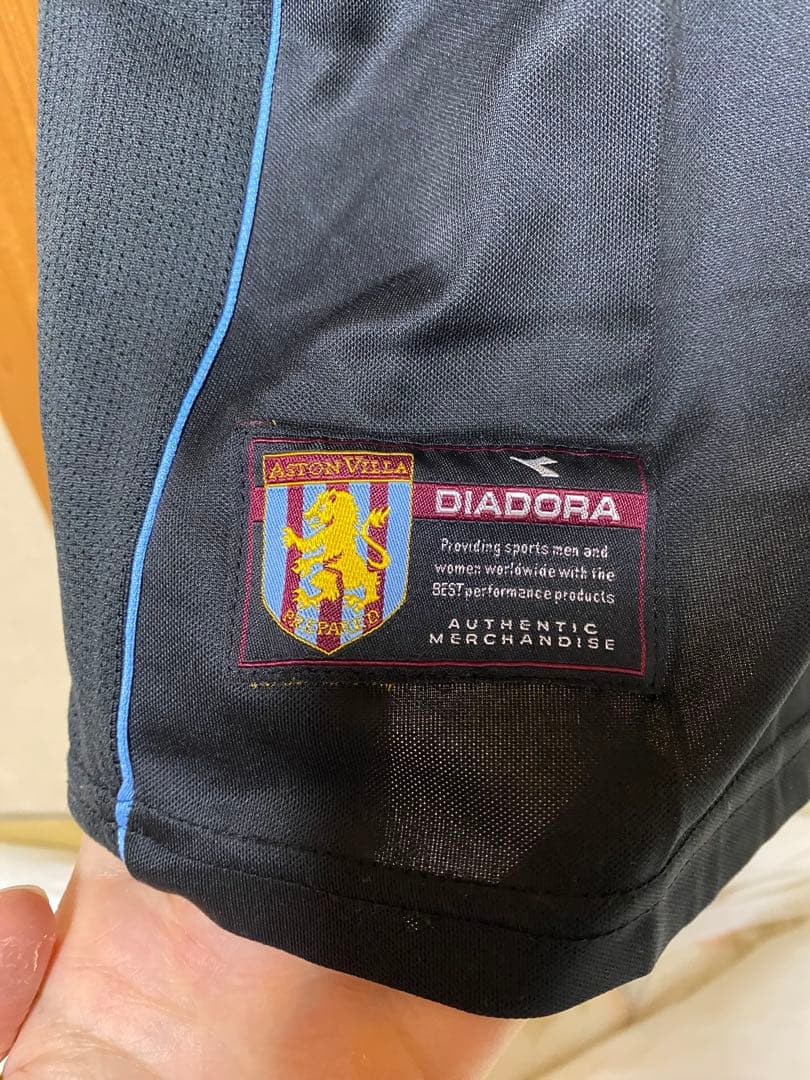 ASTON VILLA
PREPARED
DIADORA
Providing sports men and
women worldwide with the
BEST performance products
AUTHENTIC
MERCHANDISE